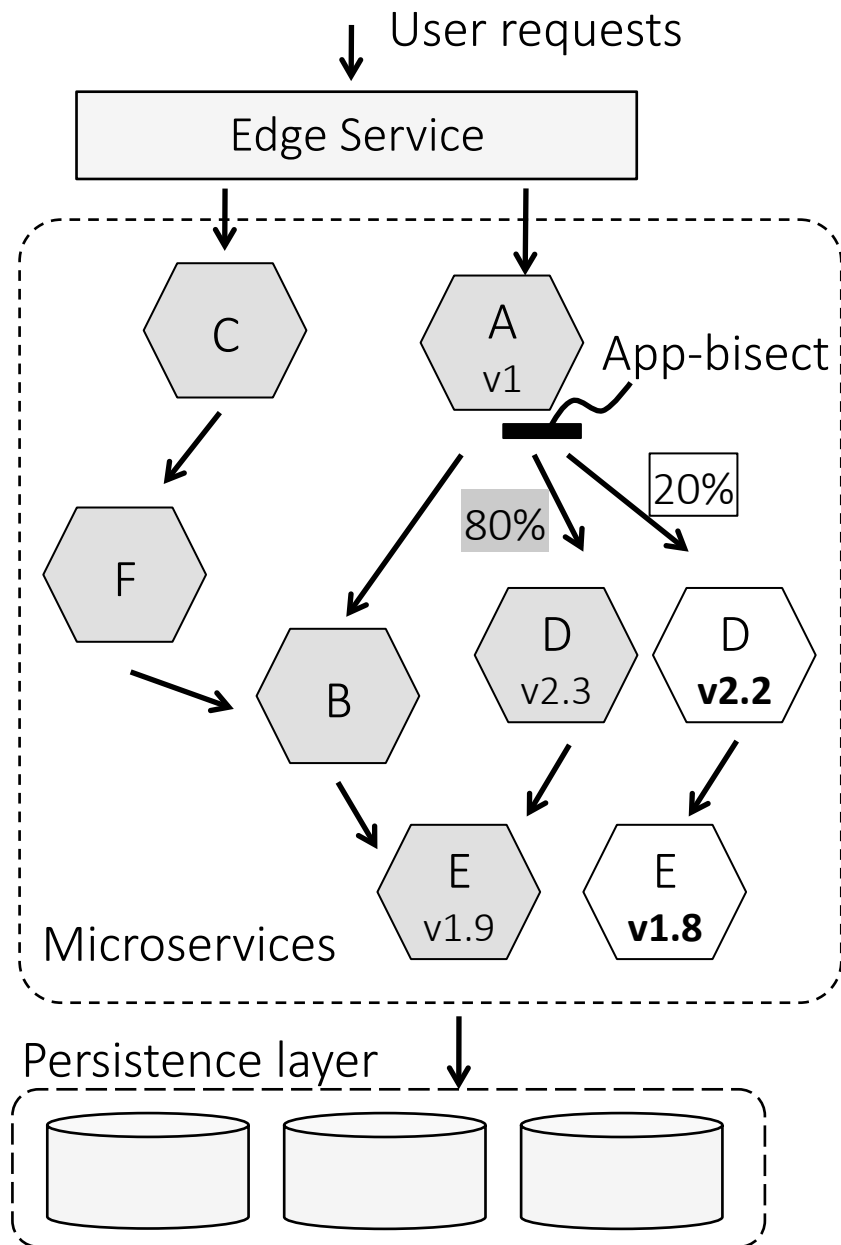 User requests
Edge Service
C
A
v1
App-bisect
80%
20%
F
B
D
v2.3
D
v2.2
E
v1.9
E
v1.8
Microservices
Persistence layer